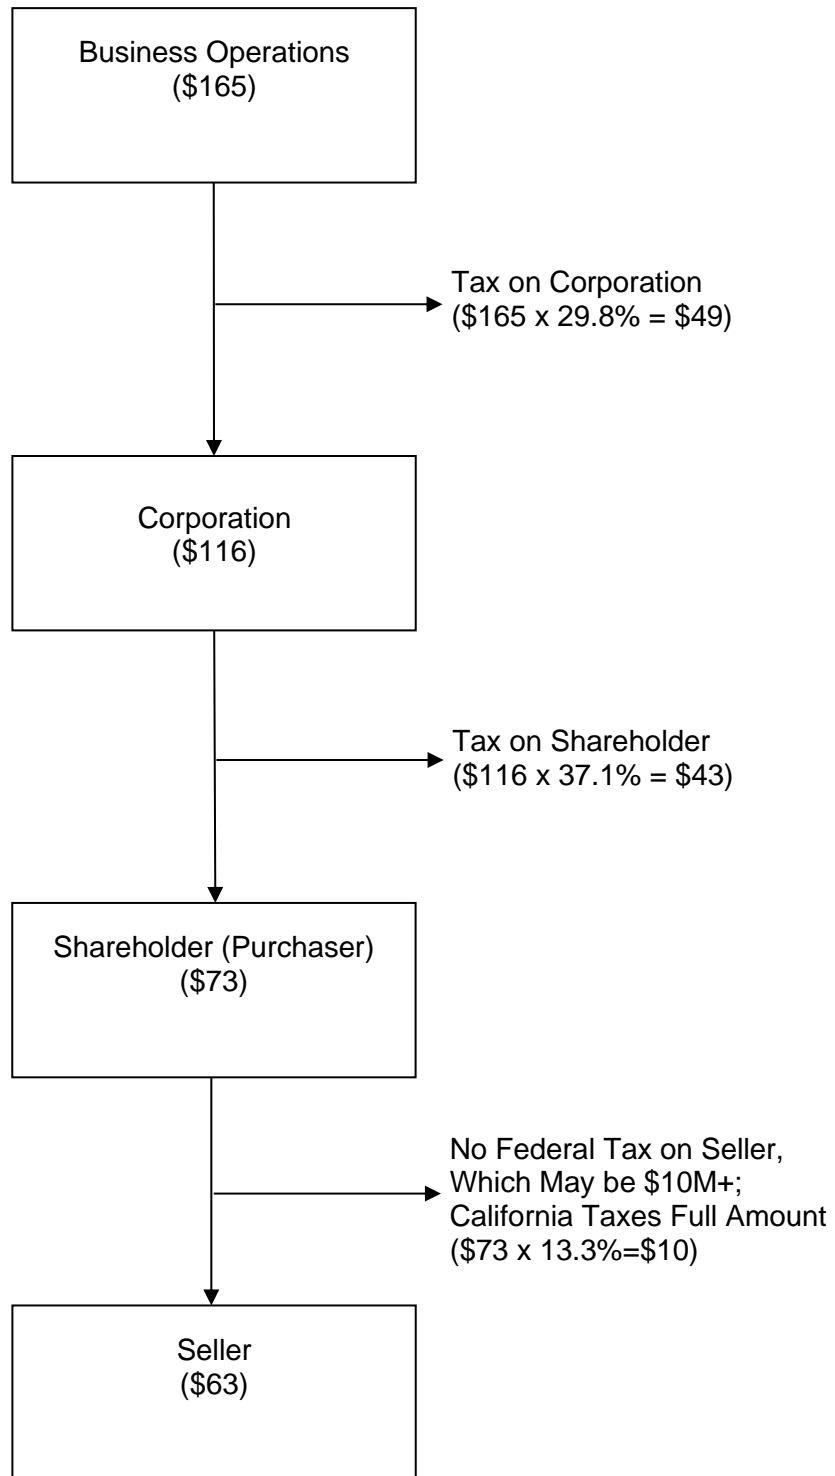 Business Operations
($165)
Tax on Corporation
($165 x 29.8% = $49)
Corporation
($116)
Tax on Shareholder
($116 x 37.1% = $43)
Shareholder (Purchaser)
($73)
No Federal Tax on Seller,
Which May be $10M+;
California Taxes Full Amount
($73 x 13.3%=$10)
Seller
($63)